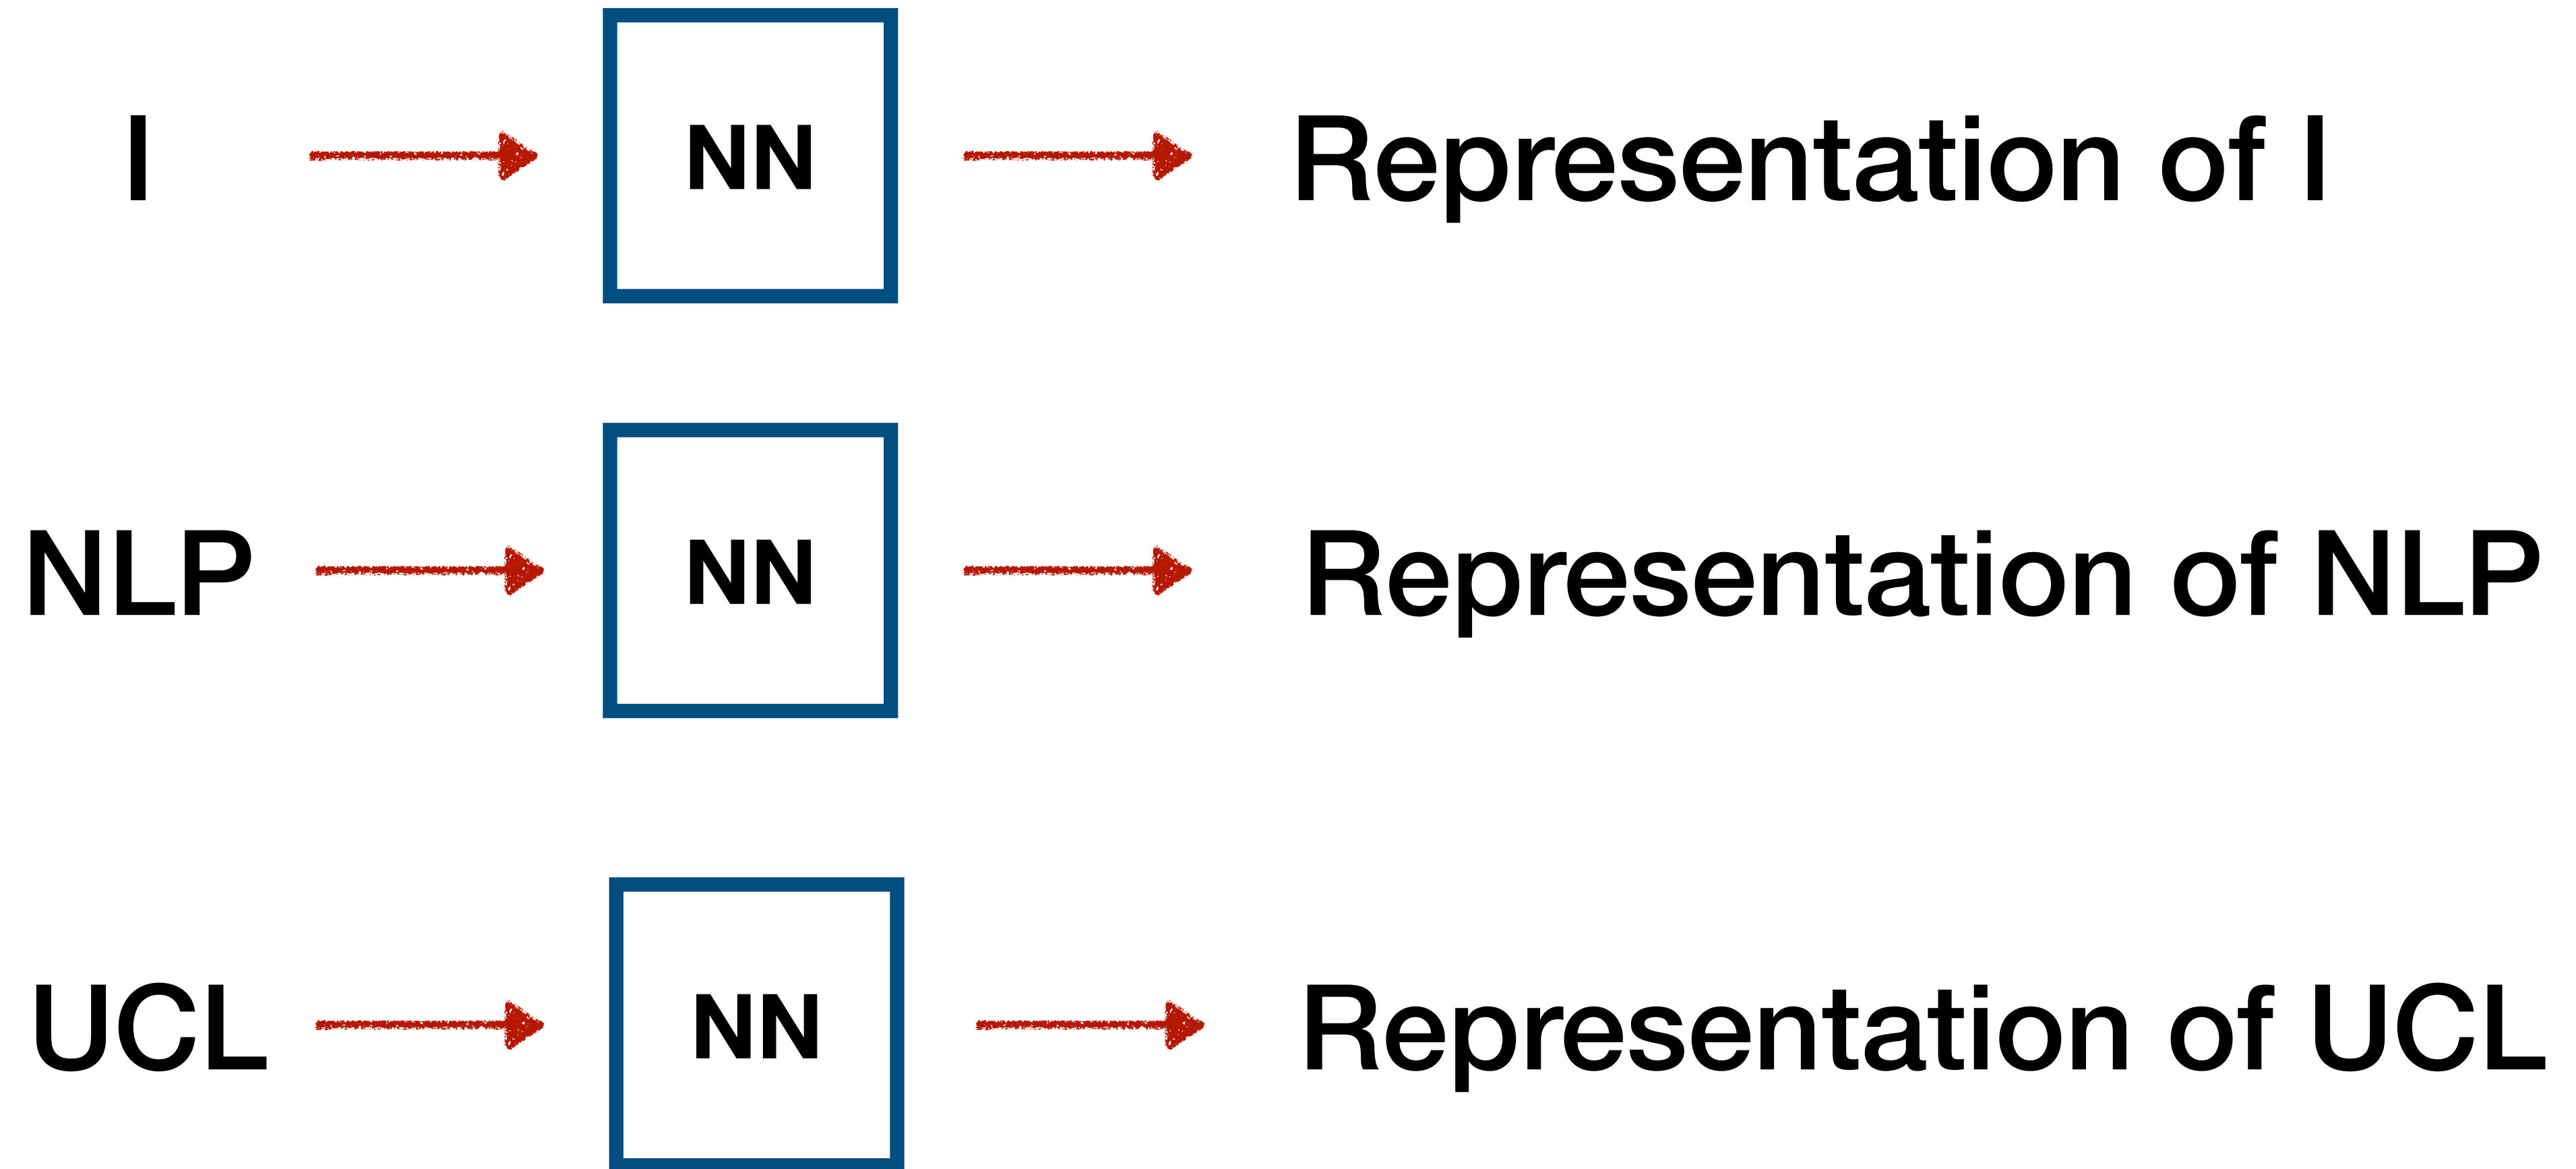 I NN Representation of I
NLP NN Representation of NLP
UCL NN Representation of UCL